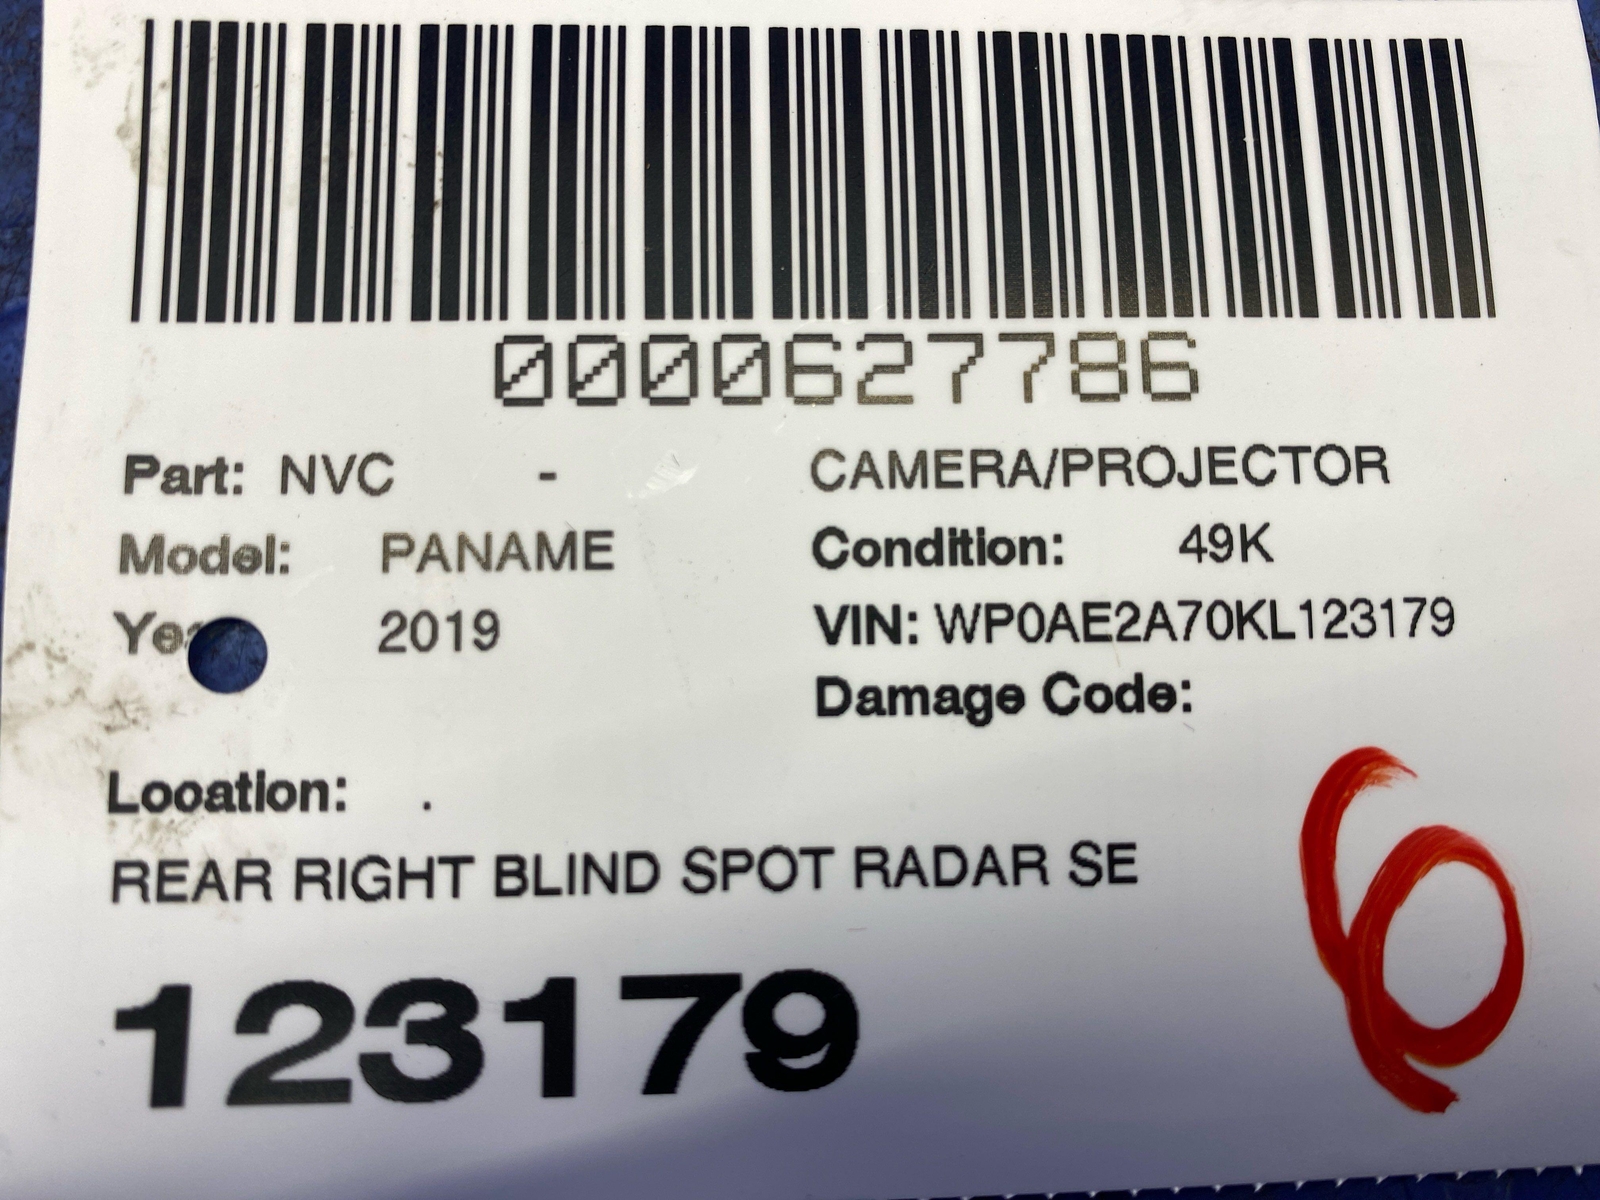 0000627786
Part: NVC - CAMERA/PROJECTOR
Model: PANAME Condition: 49K
2019 VIN: WP0AE2A70KL123179
Damage Code:
Location: .
REAR RIGHT BLIND SPOT RADAR SE
123179
6